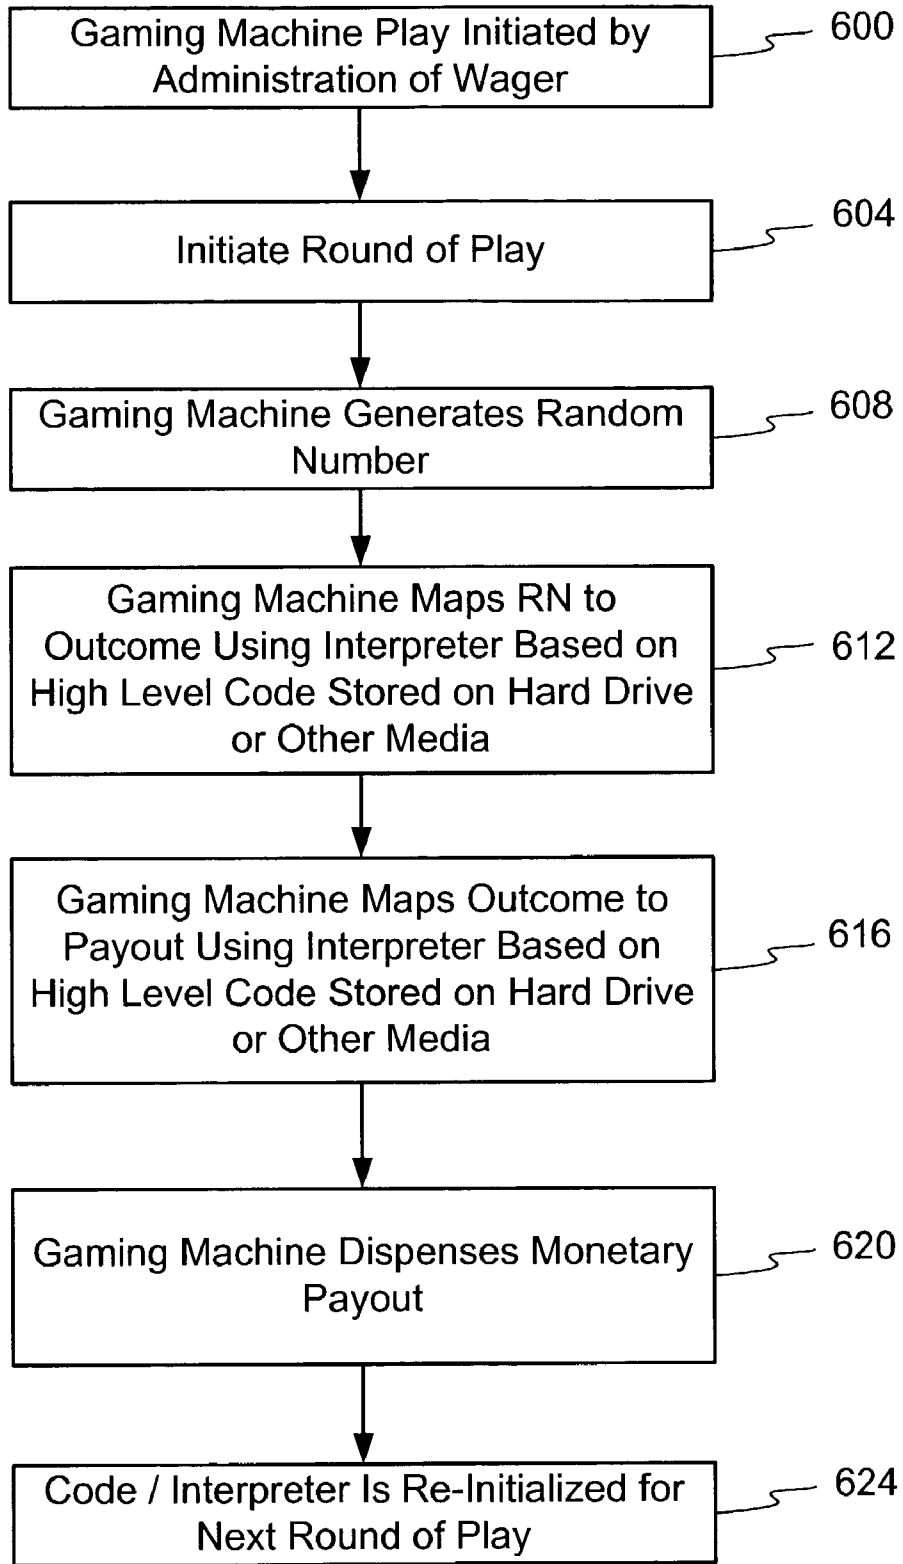 Gaming Machine Play Initiated by
Administration of Wager
600
Initiate Round of Play
604
Gaming Machine Generates Random
Number
608
Gaming Machine Maps RN to
Outcome Using Interpreter Based on
High Level Code Stored on Hard Drive
or Other Media
612
Gaming Machine Maps Outcome to
Payout Using Interpreter Based on
High Level Code Stored on Hard Drive
or Other Media
616
Gaming Machine Dispenses Monetary
Payout
620
Code / Interpreter Is Re-Initialized for
Next Round of Play
624